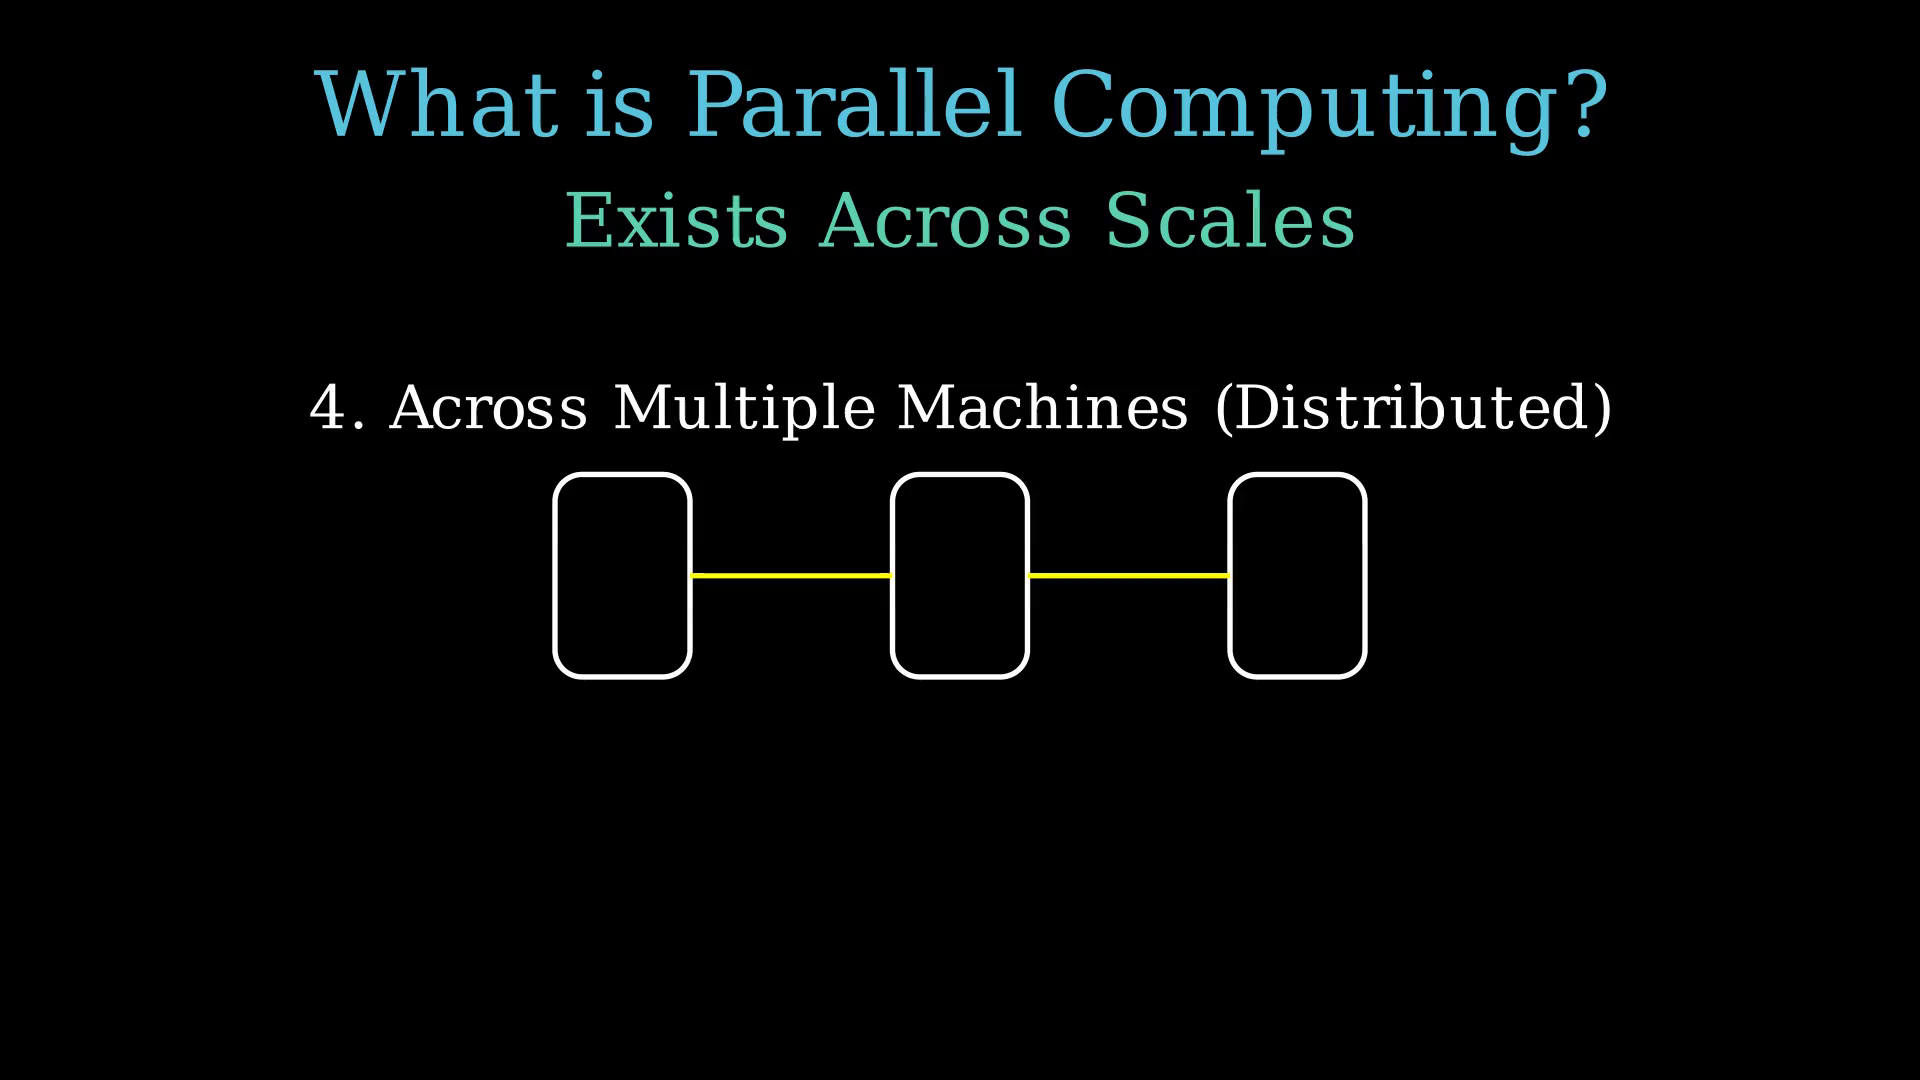 What is Parallel Computing?
Exists Across Scales
4. Across Multiple Machines (Distributed)